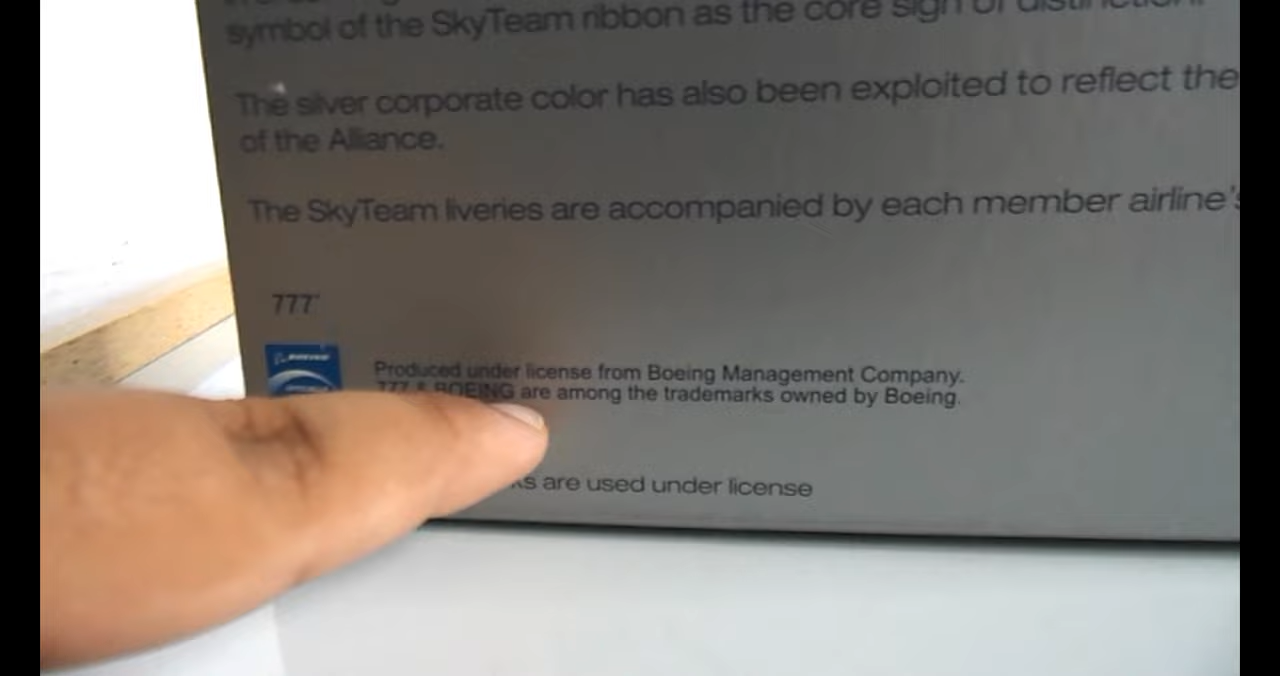 symbol of the SkyTeam ribbon as the core sign of distinction.
The silver corporate color has also been exploited to reflect the
of the Alliance.
The SkyTeam liveries are accompanied by each member airline's
777
BOEING
Produced under license from Boeing Management Company.
777 & BOEING are among the trademarks owned by Boeing.
are used under license